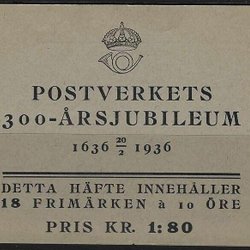 POSTVERKETS
300-ÅRSJUBILEUM
1636 20/2 1936
DETTA HÄFTE INNEHÅLLER
18 FRIMÄRKEN à 10 ÖRE
PRIS KR. 1:80